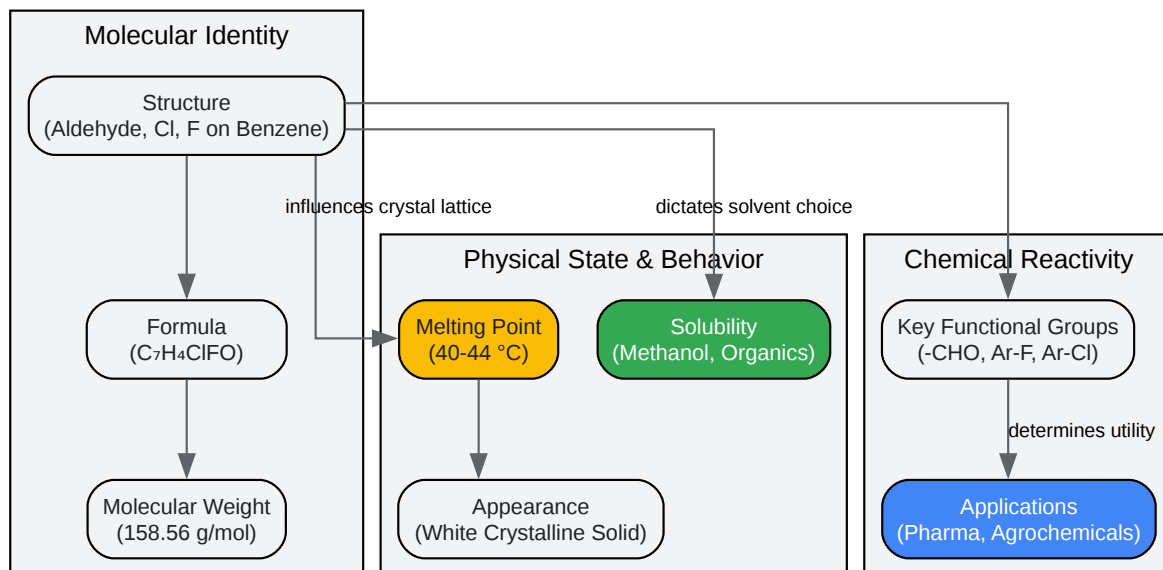 Molecular Identity
Structure
(Aldehyde, Cl, F on Benzene)
influences crystal lattice
dictates solvent choice
Physical State & Behavior
Chemical Reactivity
Formula
(C₇H₄ClFO)
Melting Point
(40-44 °C)
Solubility
(Methanol, Organics)
Key Functional Groups
(-CHO, Ar-F, Ar-Cl)
determines utility
Molecular Weight
(158.56 g/mol)
Appearance
(White Crystalline Solid)
Applications
(Pharma, Agrochemicals)